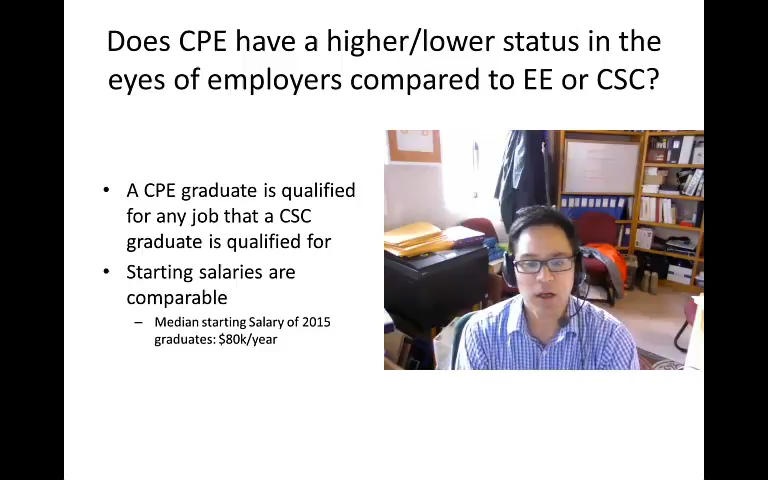 Does CPE have a higher/lower status in the
eyes of employers compared to EE or CSC?
• A CPE graduate is qualified
for any job that a CSC
graduate is qualified for
• Starting salaries are
comparable
– Median starting Salary of 2015
graduates: $80k/year